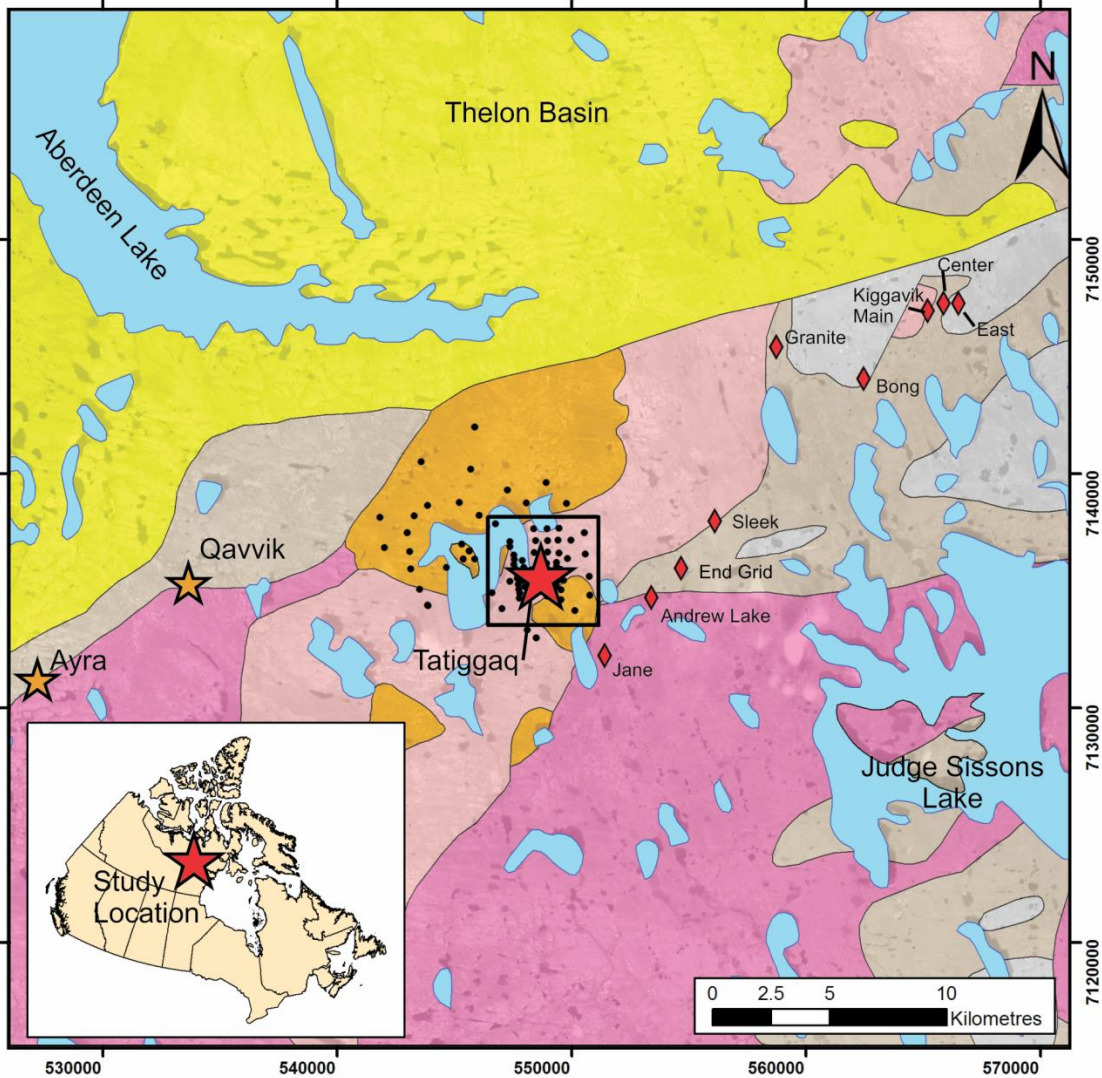 N
Thelon Basin
Aberdeen Lake
7150000
Center
Kiggavik
Main
East
Granite
Bong
7140000
Sleek
Qavvik
End Grid
Andrew Lake
Ayra
Tatiggaq
Jane
7130000
Judge Sissons
Lake
Study
Location
7120000
0 2.5 5 10
Kilometres
530000 540000 550000 560000 570000